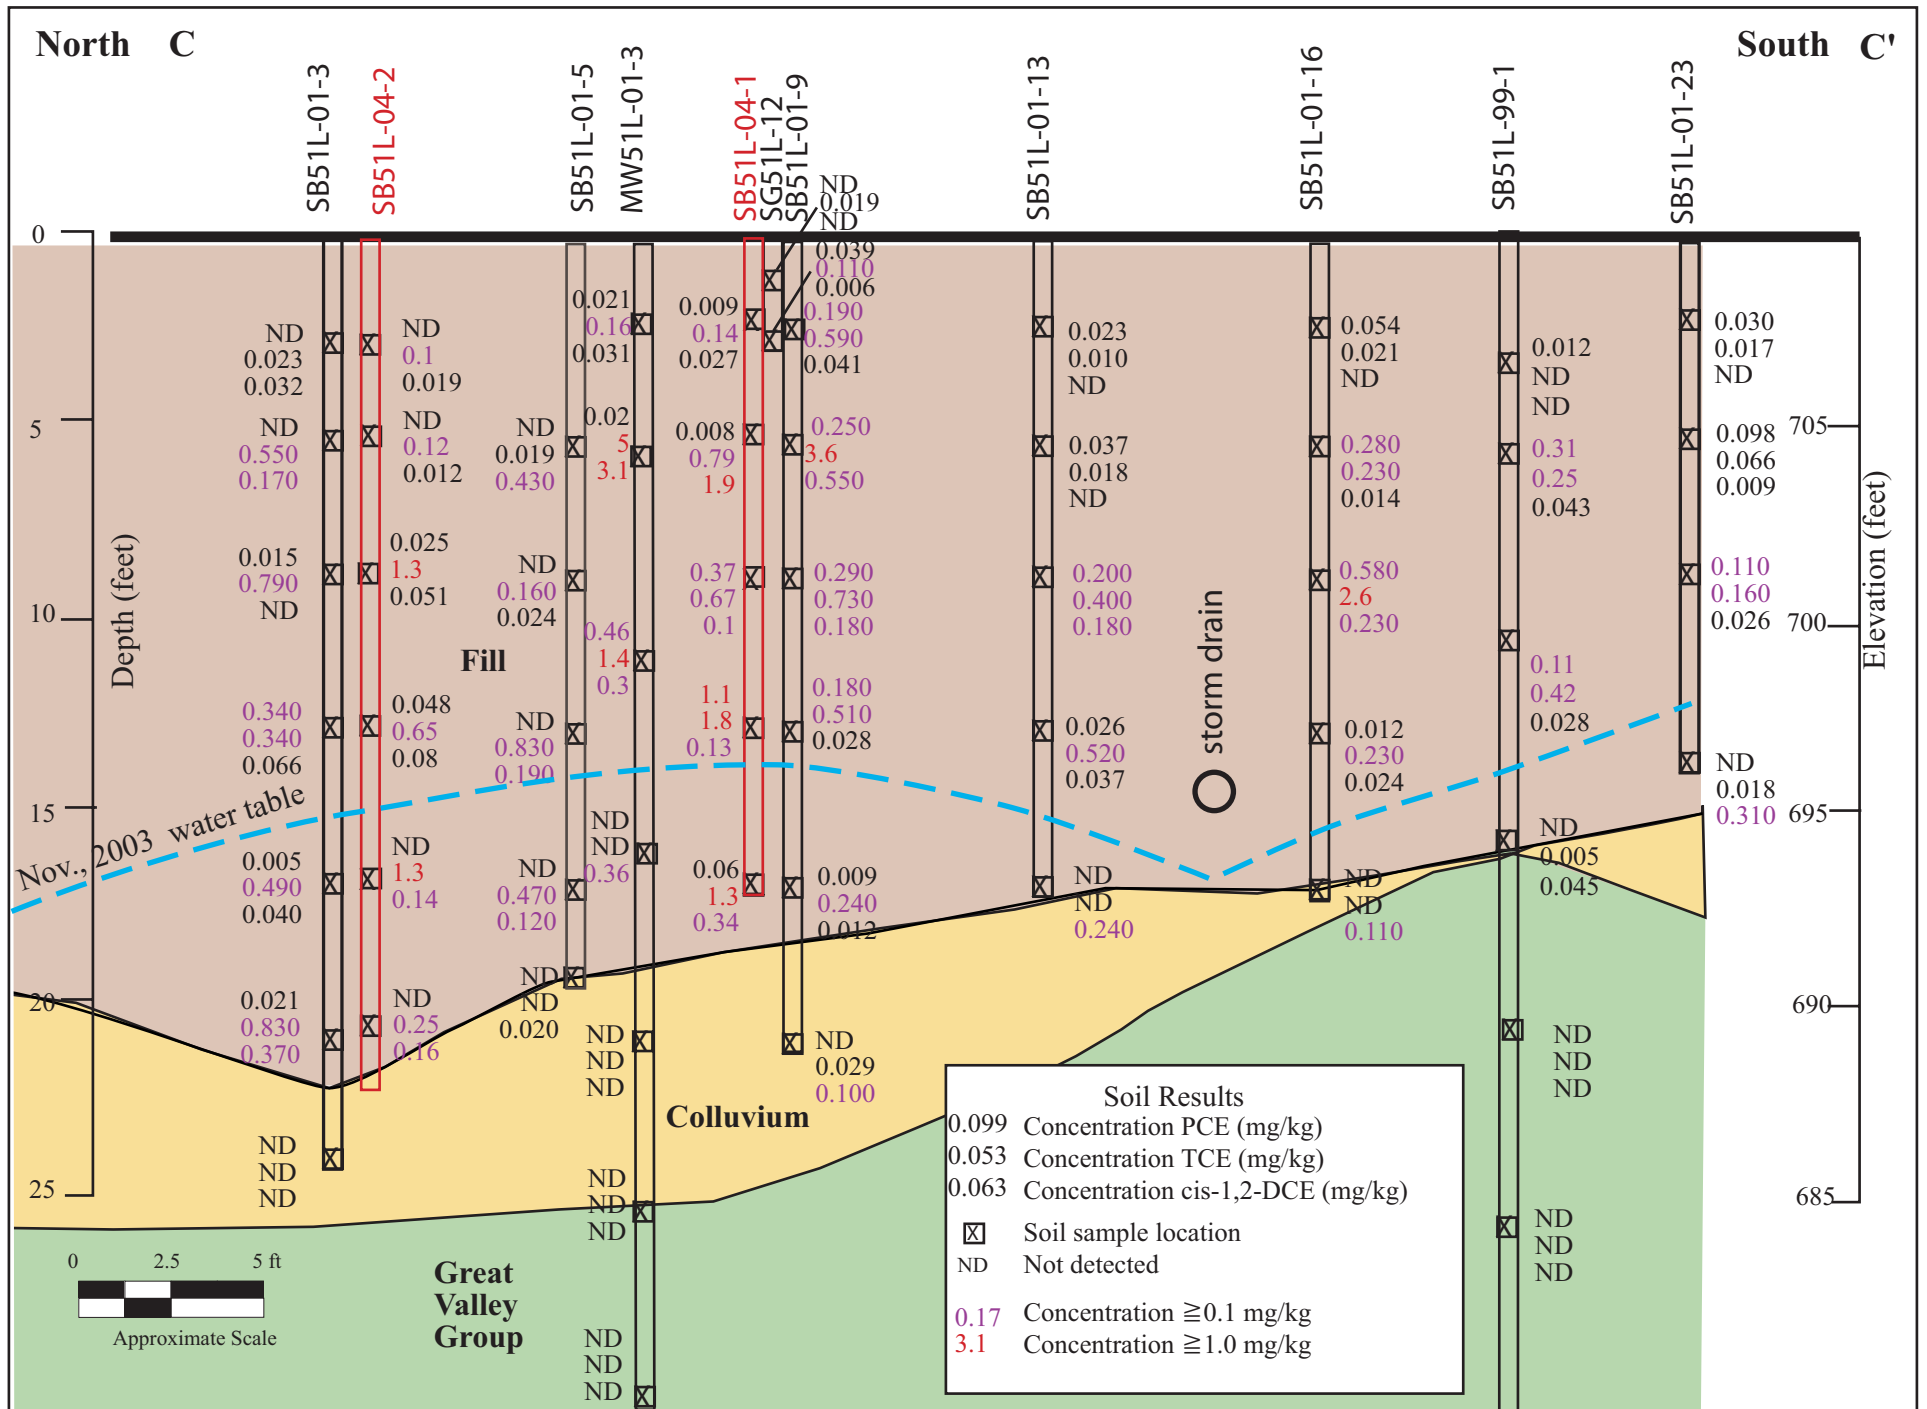 North C
South C'
SB51L-01-3
SB51L-04-2
SB51L-01-5
MW51L-01-3
SB51L-04-1
SG51L-12
SB51L-01-9
SB51L-01-13
SB51L-01-16
SB51L-99-1
SB51L-01-23
0
5
10
15
20
25
Depth (feet)
ND
0.023
0.032
ND
0.550
0.170
0.015
0.790
ND
0.340
0.340
0.066
0.005
0.490
0.040
0.021
0.830
0.370
ND
ND
ND
ND
0.1
0.019
ND
0.12
0.012
0.025
1.3
0.051
0.048
0.65
0.08
ND
1.3
0.14
ND
0.25
0.16
ND
0.019
0.430
ND
0.160
0.024
ND
0.830
0.190
ND
0.470
0.120
ND
ND
0.020
0.021
0.16
0.031
0.02
5
3.1
0.46
1.4
0.3
ND
ND
0.36
ND
ND
ND
ND
ND
ND
ND
ND
ND
0.009
0.14
0.027
0.008
0.79
1.9
0.37
0.67
0.1
1.1
1.8
0.13
0.06
1.3
0.34
ND
0.019
ND
0.039
0.110
0.006
0.190
0.590
0.041
0.250
3.6
0.550
0.290
0.730
0.180
0.180
0.510
0.028
0.009
0.240
0.012
ND
0.029
0.100
0.023
0.010
ND
0.037
0.018
ND
0.200
0.400
0.180
0.026
0.520
0.037
ND
ND
0.240
storm drain
0.054
0.021
ND
0.280
0.230
0.014
0.580
2.6
0.230
0.012
0.230
0.024
ND
ND
0.110
0.012
ND
ND
0.31
0.25
0.043
0.11
0.42
0.028
ND
0.005
0.045
ND
ND
ND
ND
ND
ND
0.030
0.017
ND
0.098
0.066
0.009
0.110
0.160
0.026
ND
0.018
0.310
705
700
695
690
685
Elevation (feet)
Fill
Nov., 2003 water table
Colluvium
Great
Valley
Group
0 2.5 5 ft
Approximate Scale
Soil Results
0.099 Concentration PCE (mg/kg)
0.053 Concentration TCE (mg/kg)
0.063 Concentration cis-1,2-DCE (mg/kg)
Soil sample location
ND Not detected
0.17 Concentration ≧0.1 mg/kg
3.1 Concentration ≧1.0 mg/kg